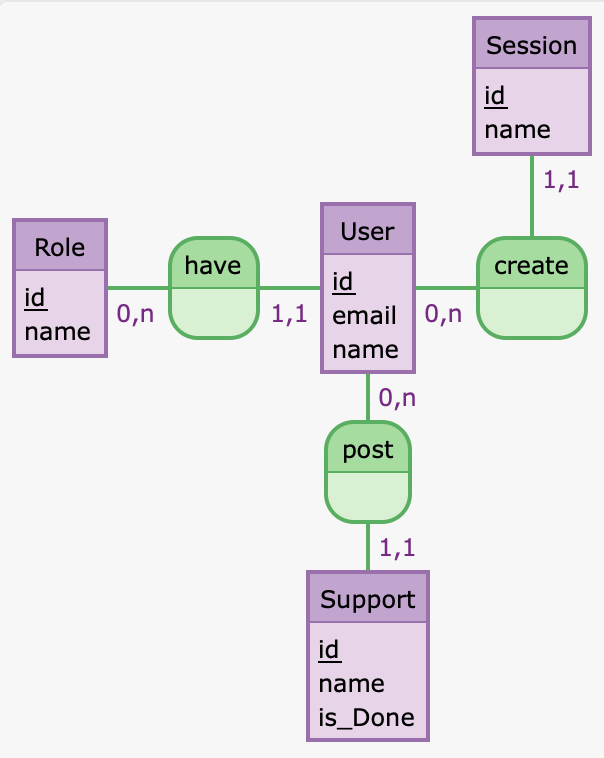 Session
id
name
1,1
Role
id
name
0,n
have
1,1
User
id
email
name
0,n
create
0,n
post
1,1
Support
id
name
is_Done